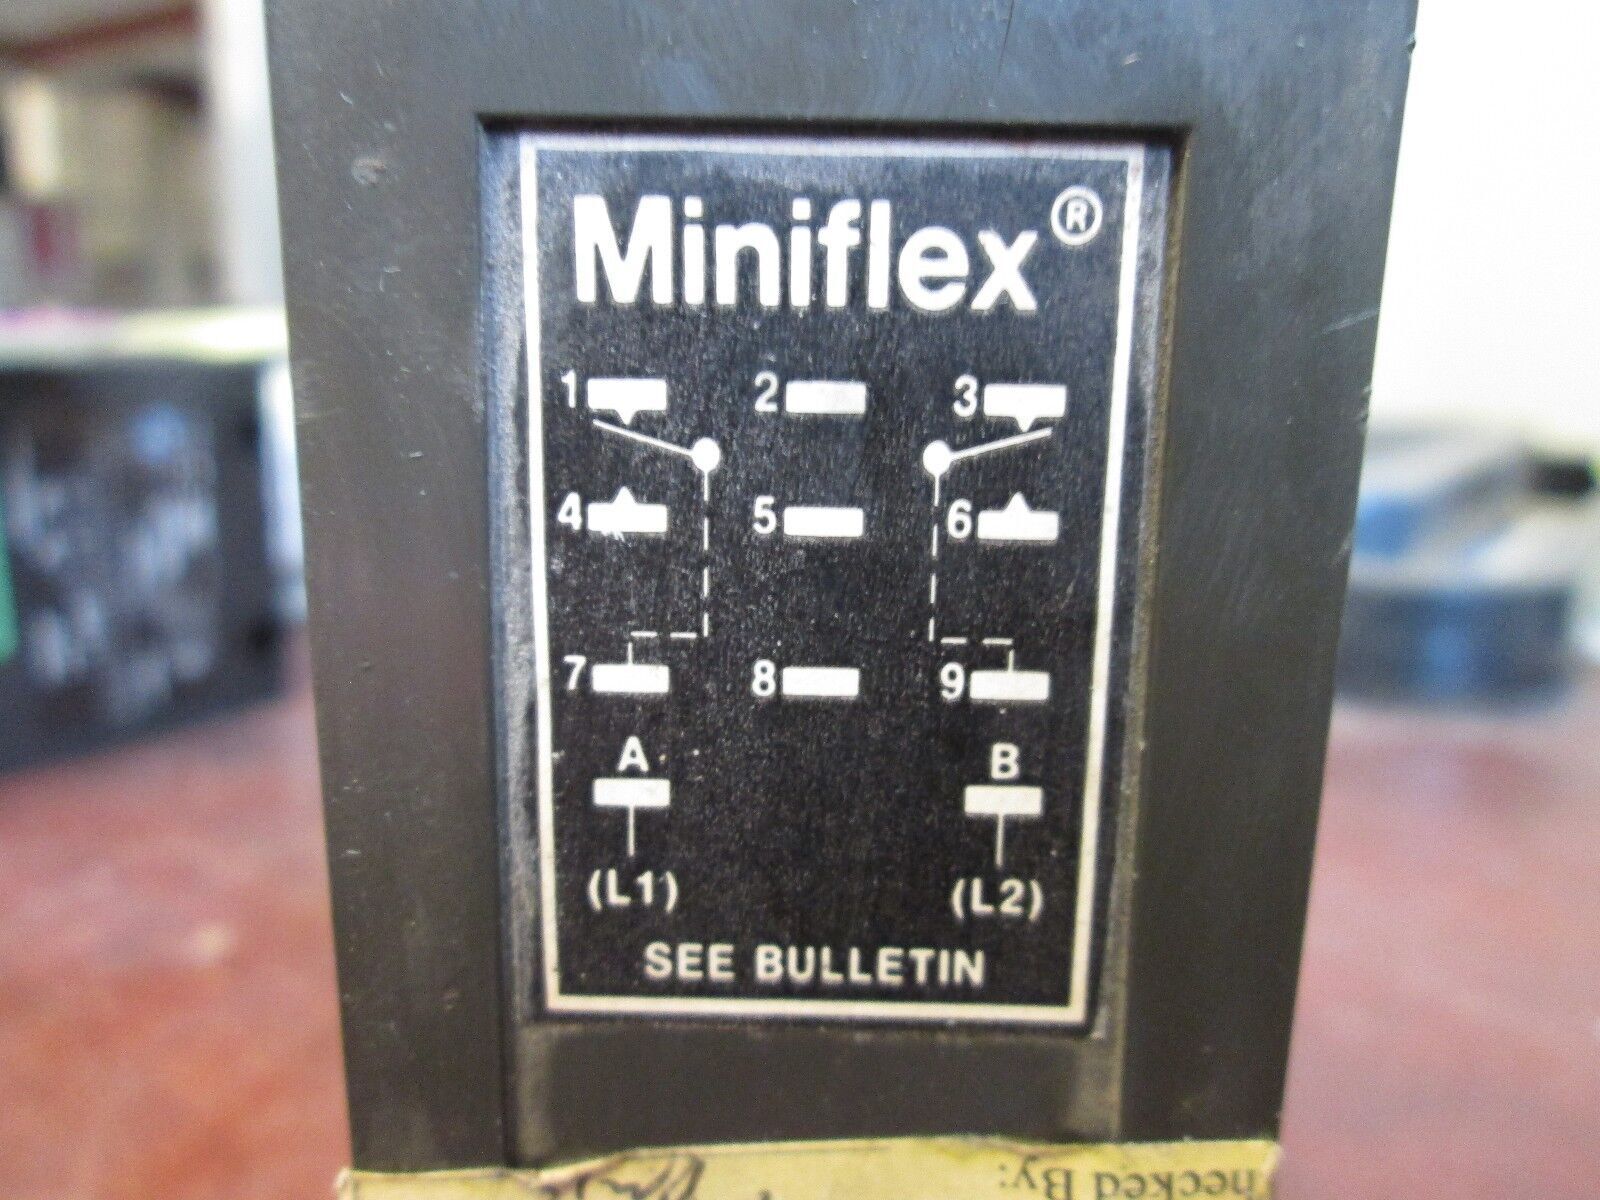 Miniflex®
1 2 3
4 5 6
7 8 9
A B
(L1) (L2)
SEE BULLETIN
hecked By: